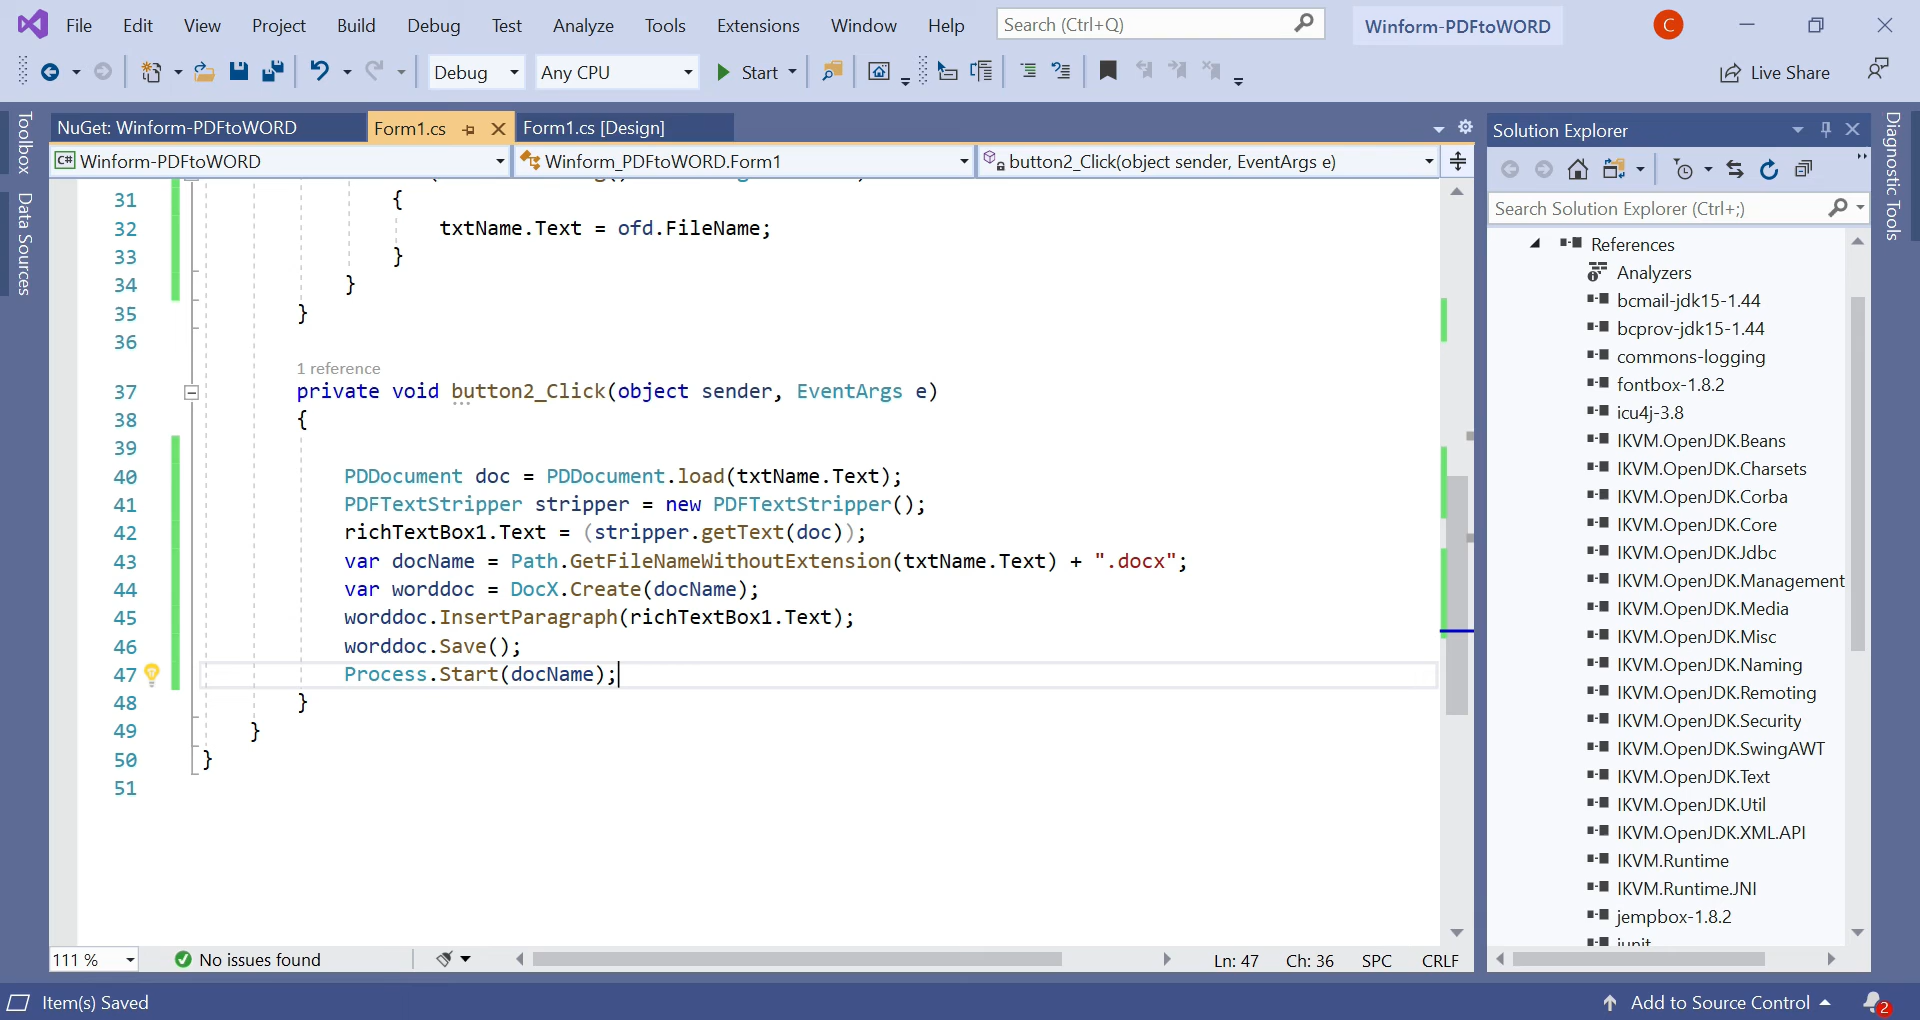 File Edit View Project Build Debug Test Analyze Tools Extensions Window Help Search (Ctrl+Q) Winform-PDFtoWORD C
Debug Any CPU Start Live Share
Toolbox
Data Sources
NuGet: Winform-PDFtoWORD Form1.cs Form1.cs [Design]
C# Winform-PDFtoWORD Winform_PDFtoWORD.Form1 button2_Click(object sender, EventArgs e)
31 {
32 txtName.Text = ofd.FileName;
33 }
34 }
35 }
36
1 reference
37 private void button2_Click(object sender, EventArgs e)
38 {
39
40 PDDocument doc = PDDocument.load(txtName.Text);
41 PDFTextStripper stripper = new PDFTextStripper();
42 richTextBox1.Text = (stripper.getText(doc));
43 var docName = Path.GetFileNameWithoutExtension(txtName.Text) + ".docx";
44 var worddoc = DocX.Create(docName);
45 worddoc.InsertParagraph(richTextBox1.Text);
46 worddoc.Save();
47 Process.Start(docName);
48 }
49 }
50 }
51
111 % No issues found Ln: 47 Ch: 36 SPC CRLF
Solution Explorer
Search Solution Explorer (Ctrl+;)
References
Analyzers
bcmail-jdk15-1.44
bcprov-jdk15-1.44
commons-logging
fontbox-1.8.2
icu4j-3.8
IKVM.OpenJDK.Beans
IKVM.OpenJDK.Charsets
IKVM.OpenJDK.Corba
IKVM.OpenJDK.Core
IKVM.OpenJDK.Jdbc
IKVM.OpenJDK.Management
IKVM.OpenJDK.Media
IKVM.OpenJDK.Misc
IKVM.OpenJDK.Naming
IKVM.OpenJDK.Remoting
IKVM.OpenJDK.Security
IKVM.OpenJDK.SwingAWT
IKVM.OpenJDK.Text
IKVM.OpenJDK.Util
IKVM.OpenJDK.XML.API
IKVM.Runtime
IKVM.Runtime.JNI
jempbox-1.8.2
junit
Diagnostic Tools
Item(s) Saved Add to Source Control 2